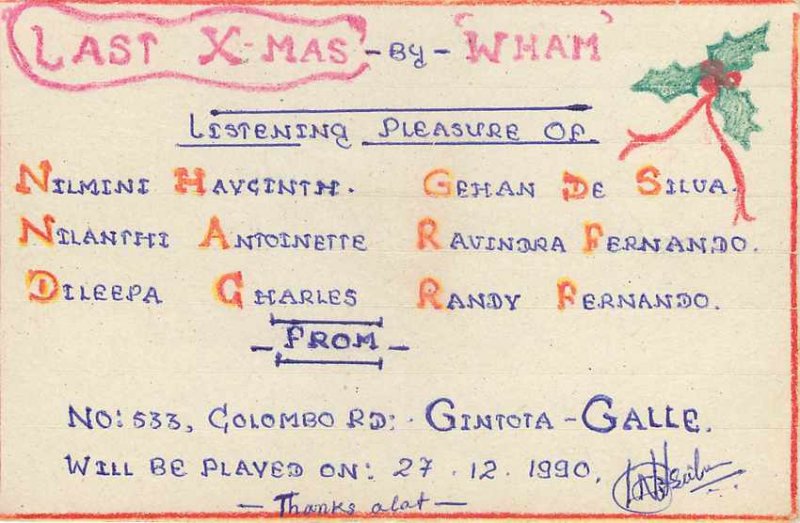 LAST X-MAS - BY - 'WHAM'
LISTENING PLEASURE OF
NILMINI HAYCINTH. GEHAN DE SILVA.
NILANTHI ANTOINETTE RAVINDRA FERNANDO.
DILEEPA CHARLES RANDY FERNANDO.
- FROM -
NO: 533, COLOMBO RD: GINTOTA - GALLE.
WILL BE PLAYED ON: 27. 12. 1990.
- Thanks alot -